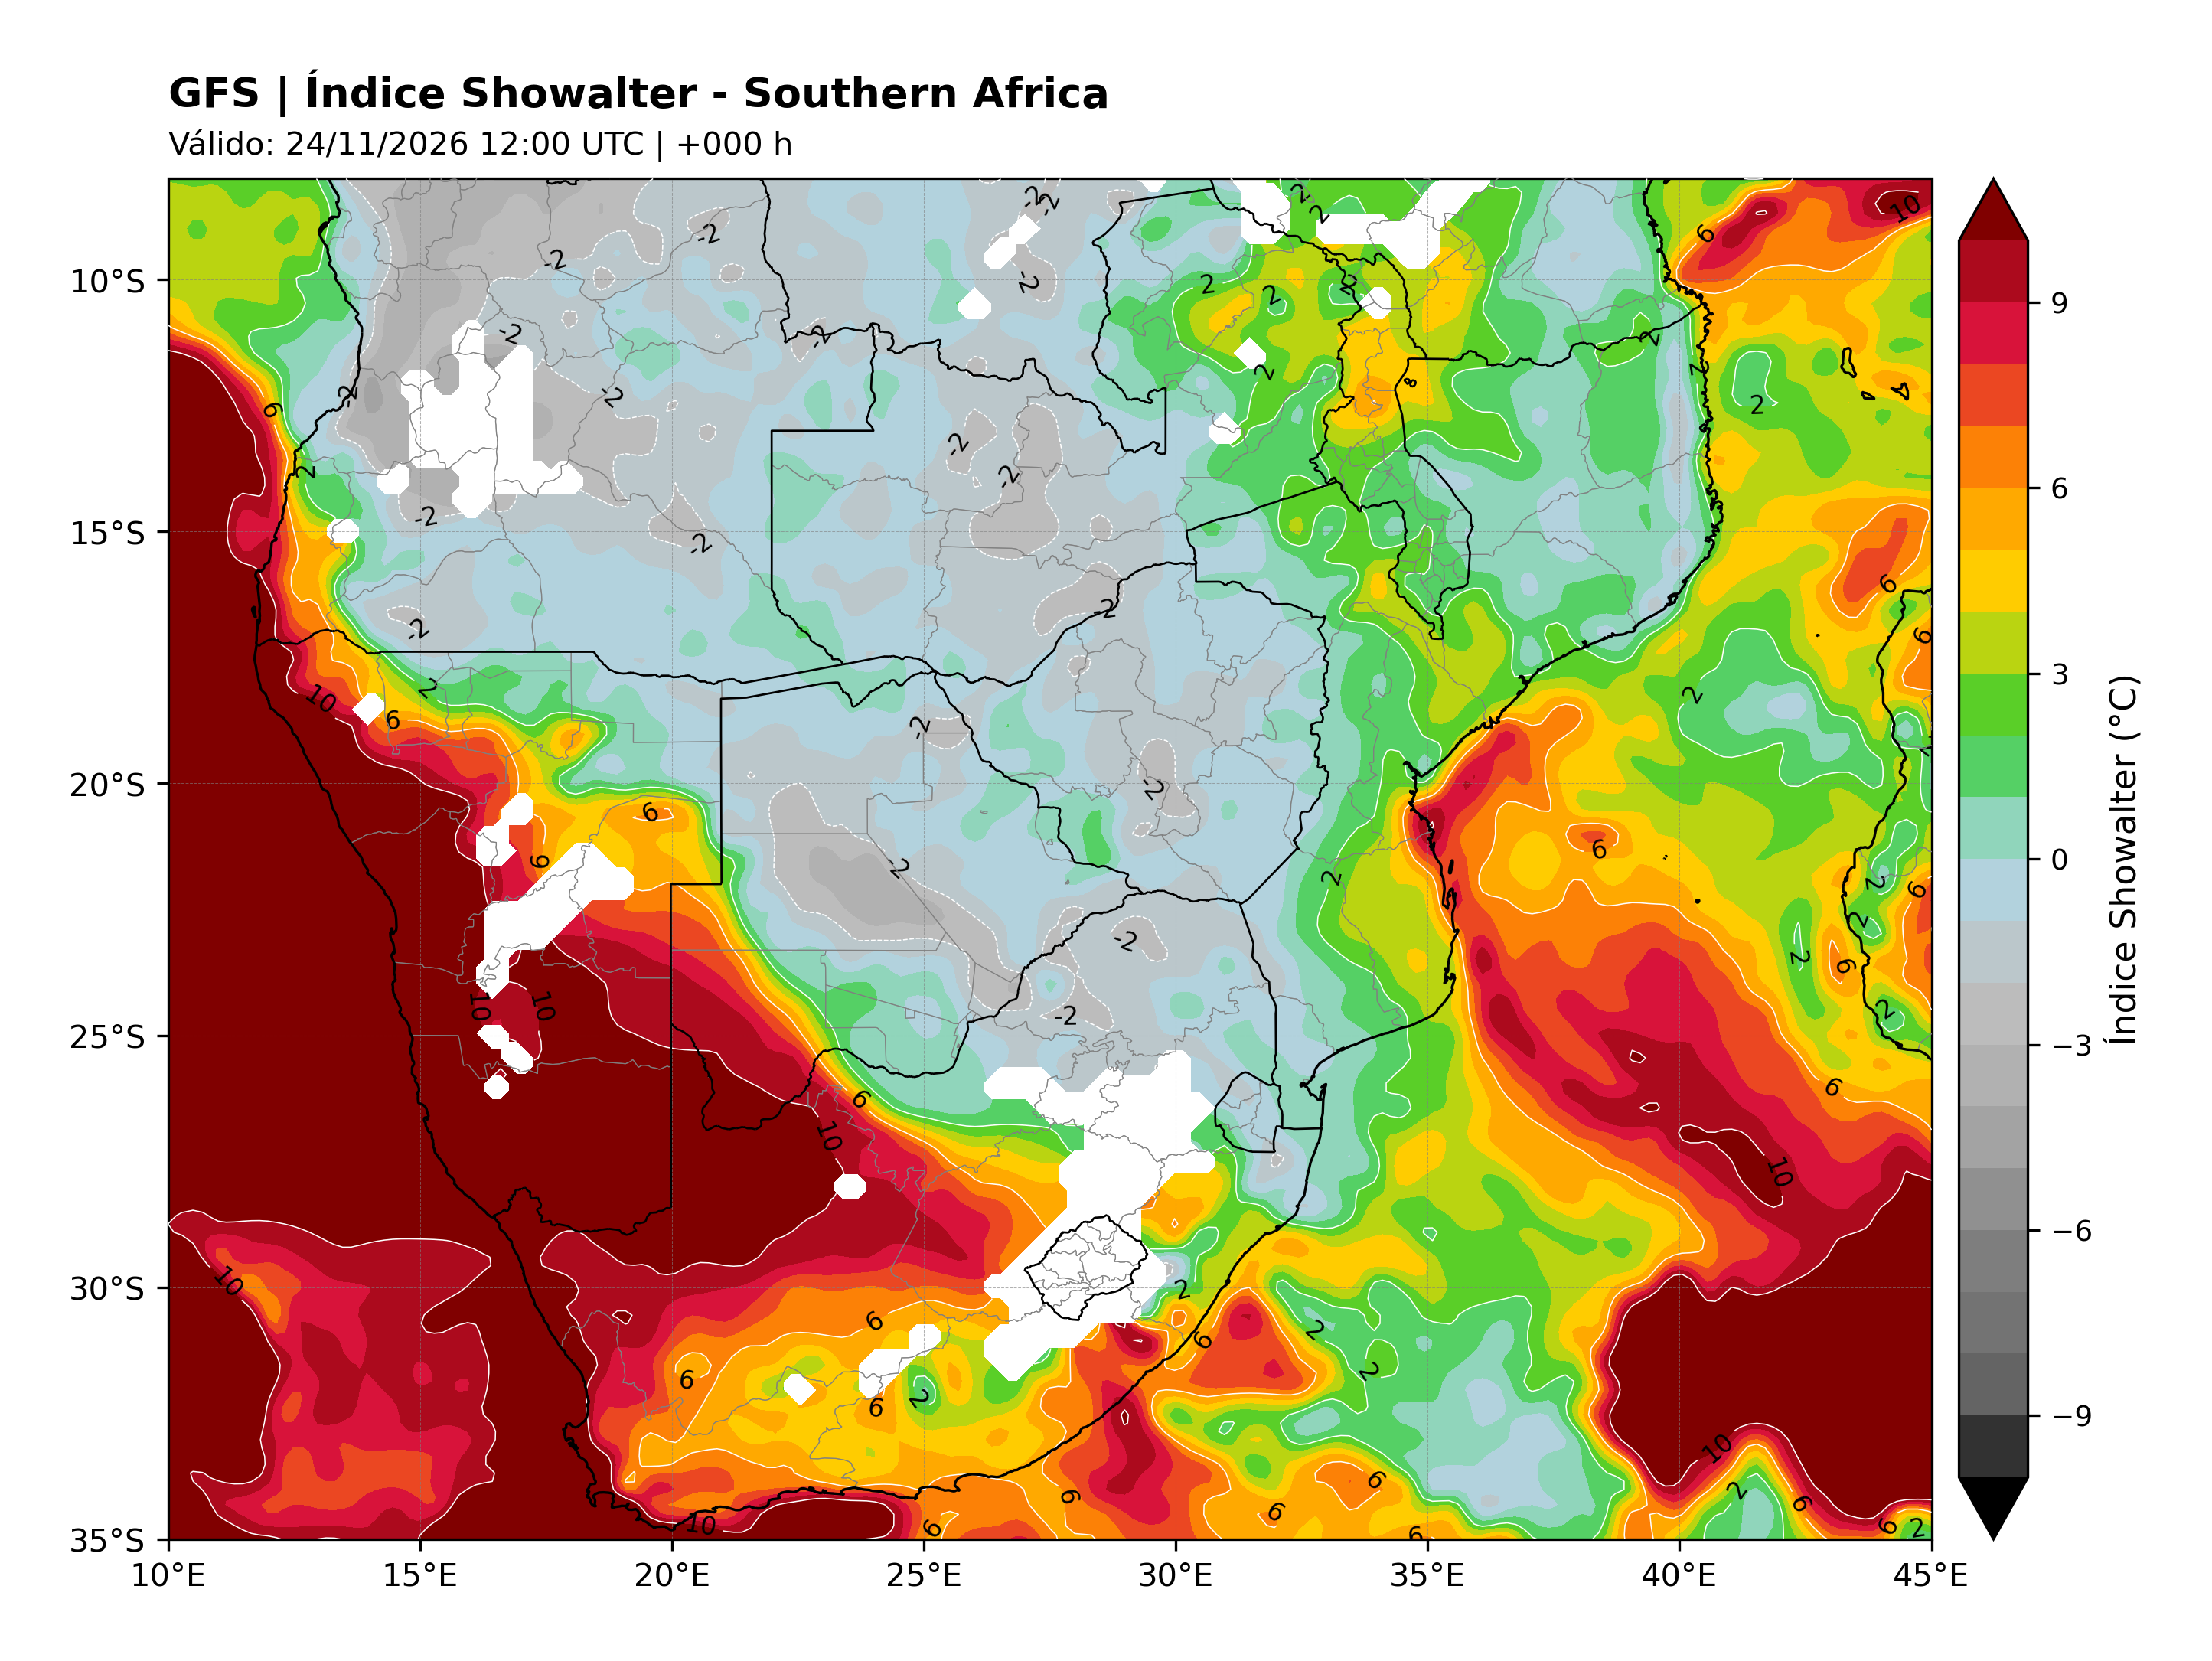 GFS | Índice Showalter - Southern Africa
Válido: 24/11/2026 12:00 UTC | +000 h
10°S
15°S
20°S
25°S
30°S
35°S
10°E
15°E
20°E
25°E
30°E
35°E
40°E
45°E
9
6
3
0
−3
−6
−9
Índice Showalter (°C)